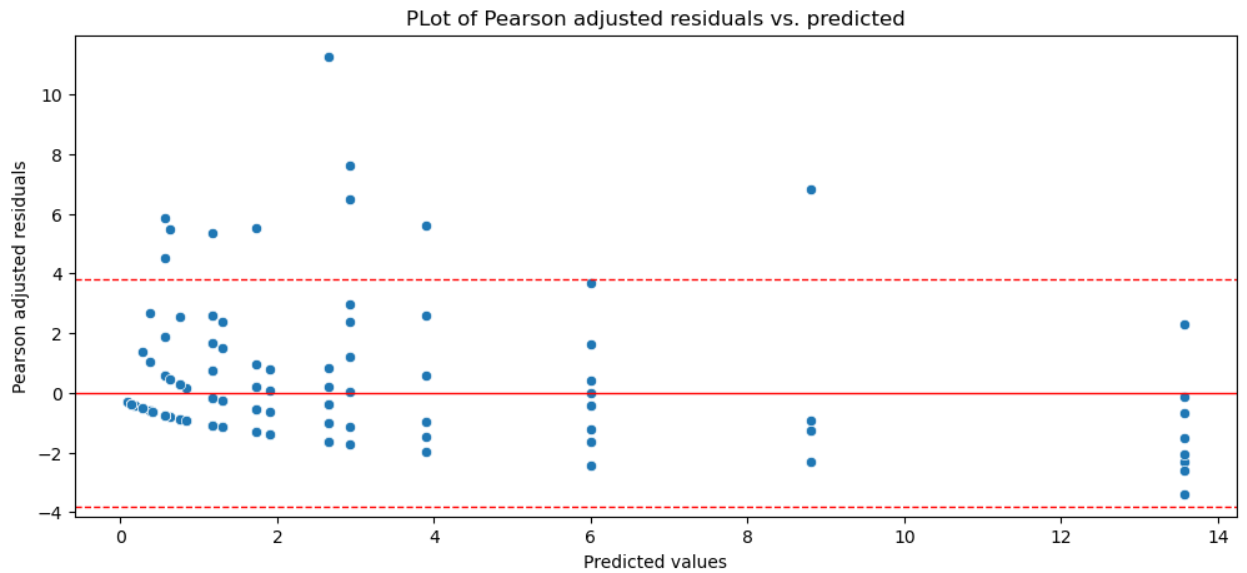 PLot of Pearson adjusted residuals vs. predicted
Pearson adjusted residuals
10
8
6
4
2
0
−2
−4
0 2 4 6 8 10 12 14
Predicted values